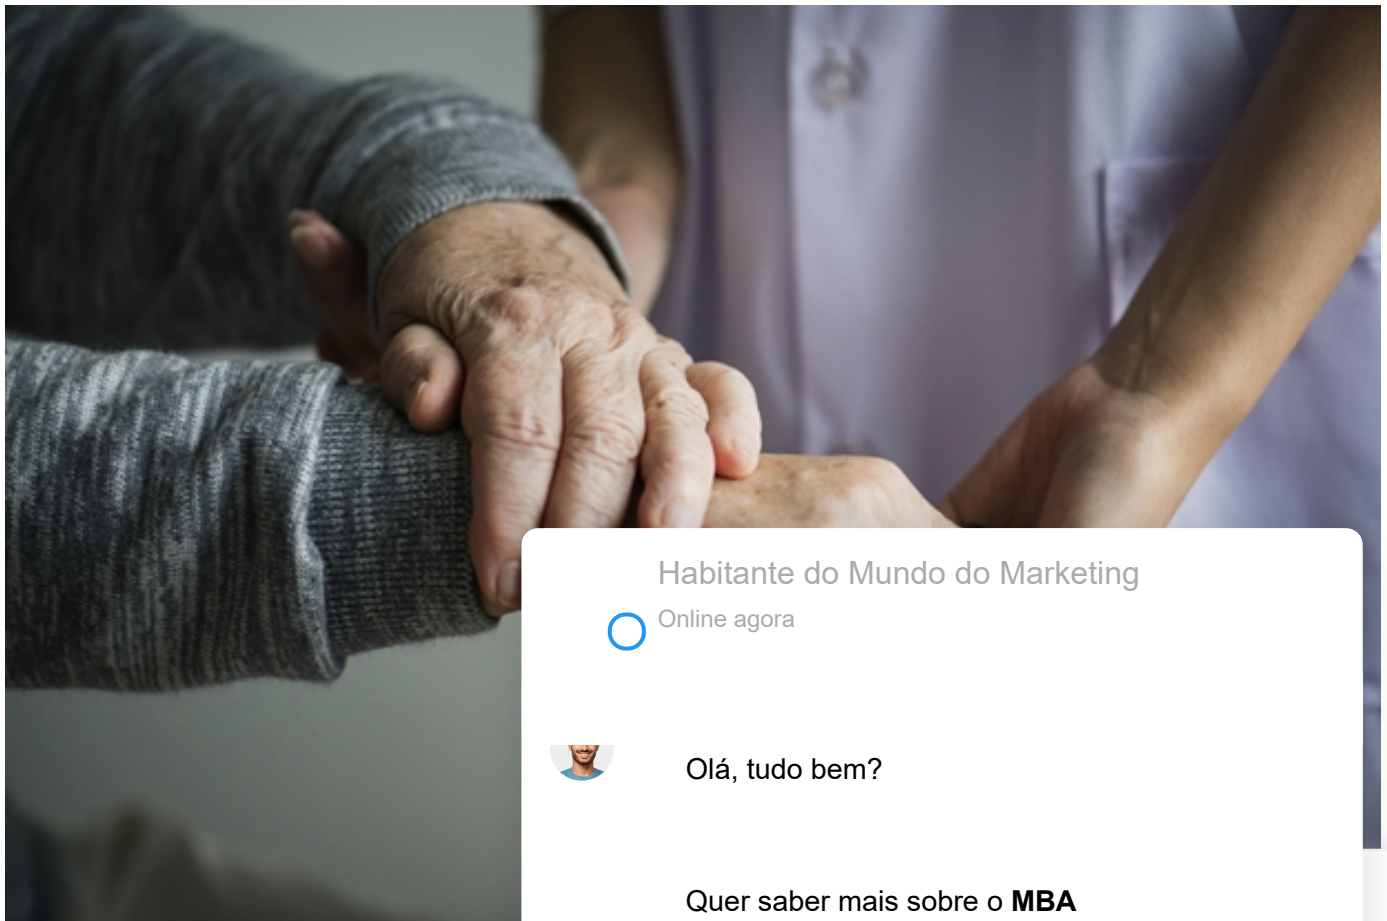 Habitante do Mundo do Marketing
Online agora
Olá, tudo bem?
Quer saber mais sobre o MBA